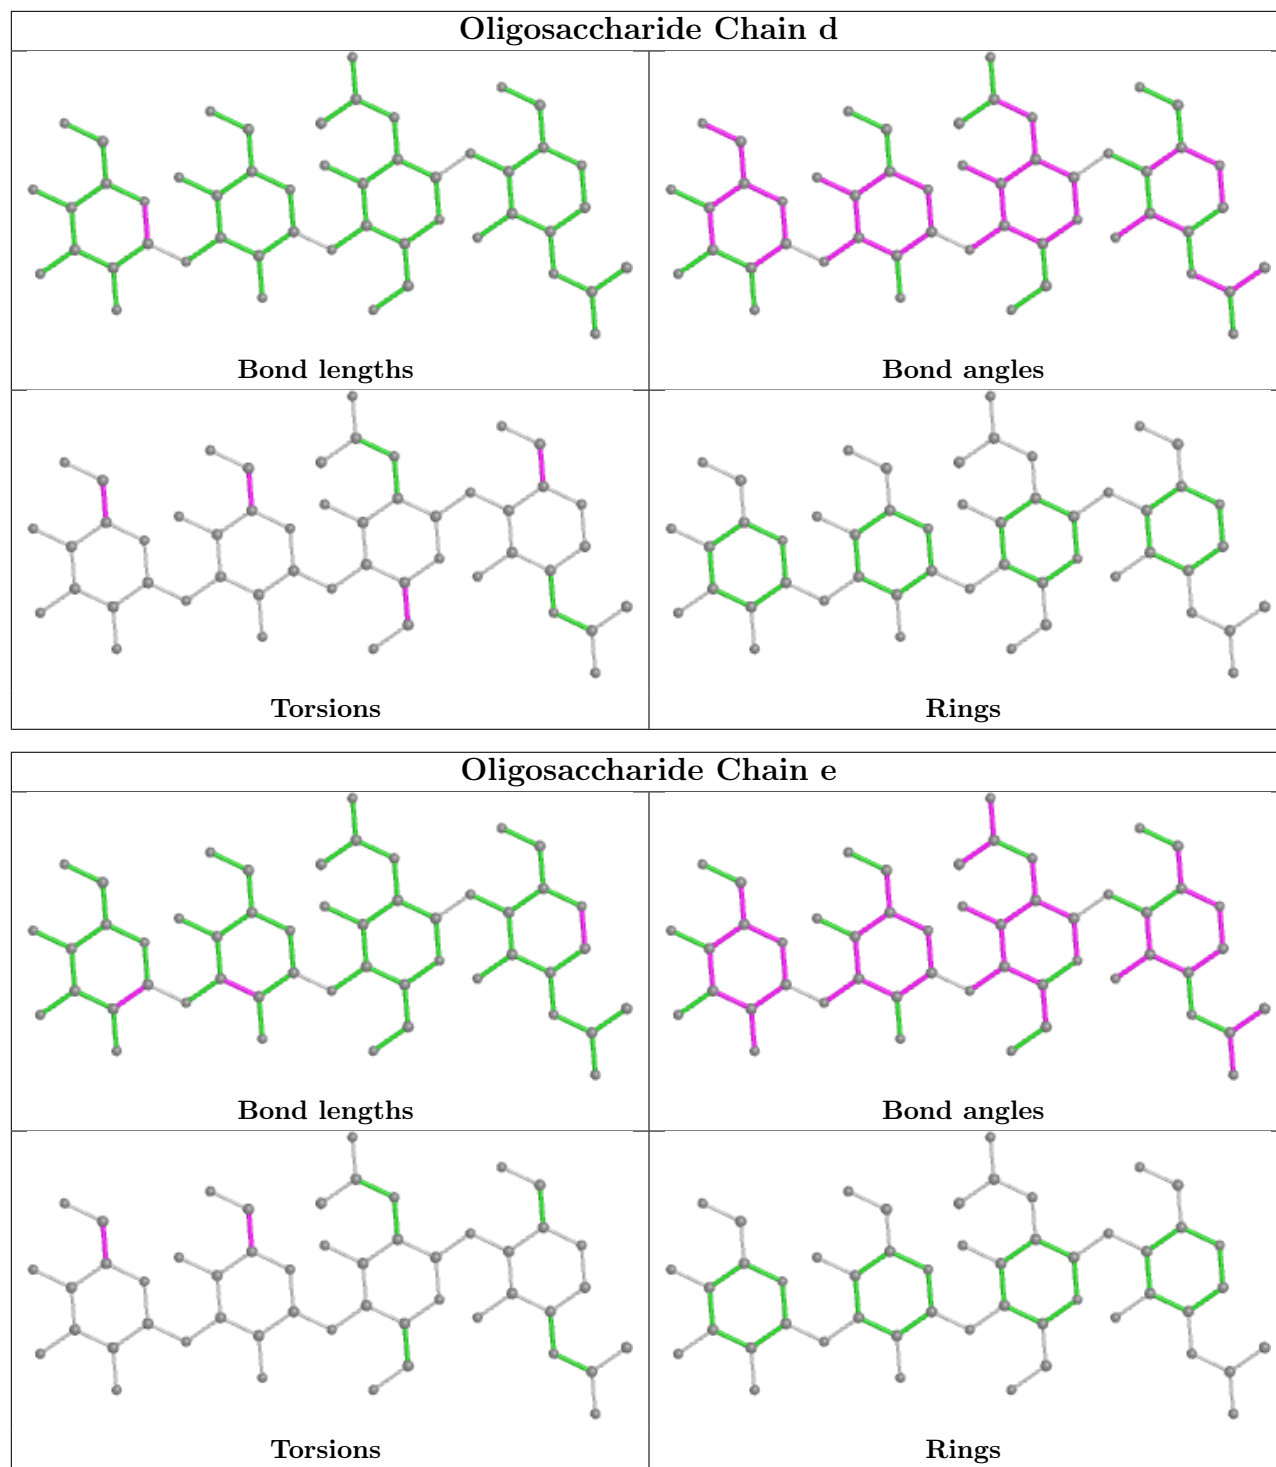 Oligosaccharide Chain d
Bond lengths
Bond angles
Torsions
Rings
Oligosaccharide Chain e
Bond lengths
Bond angles
Torsions
Rings